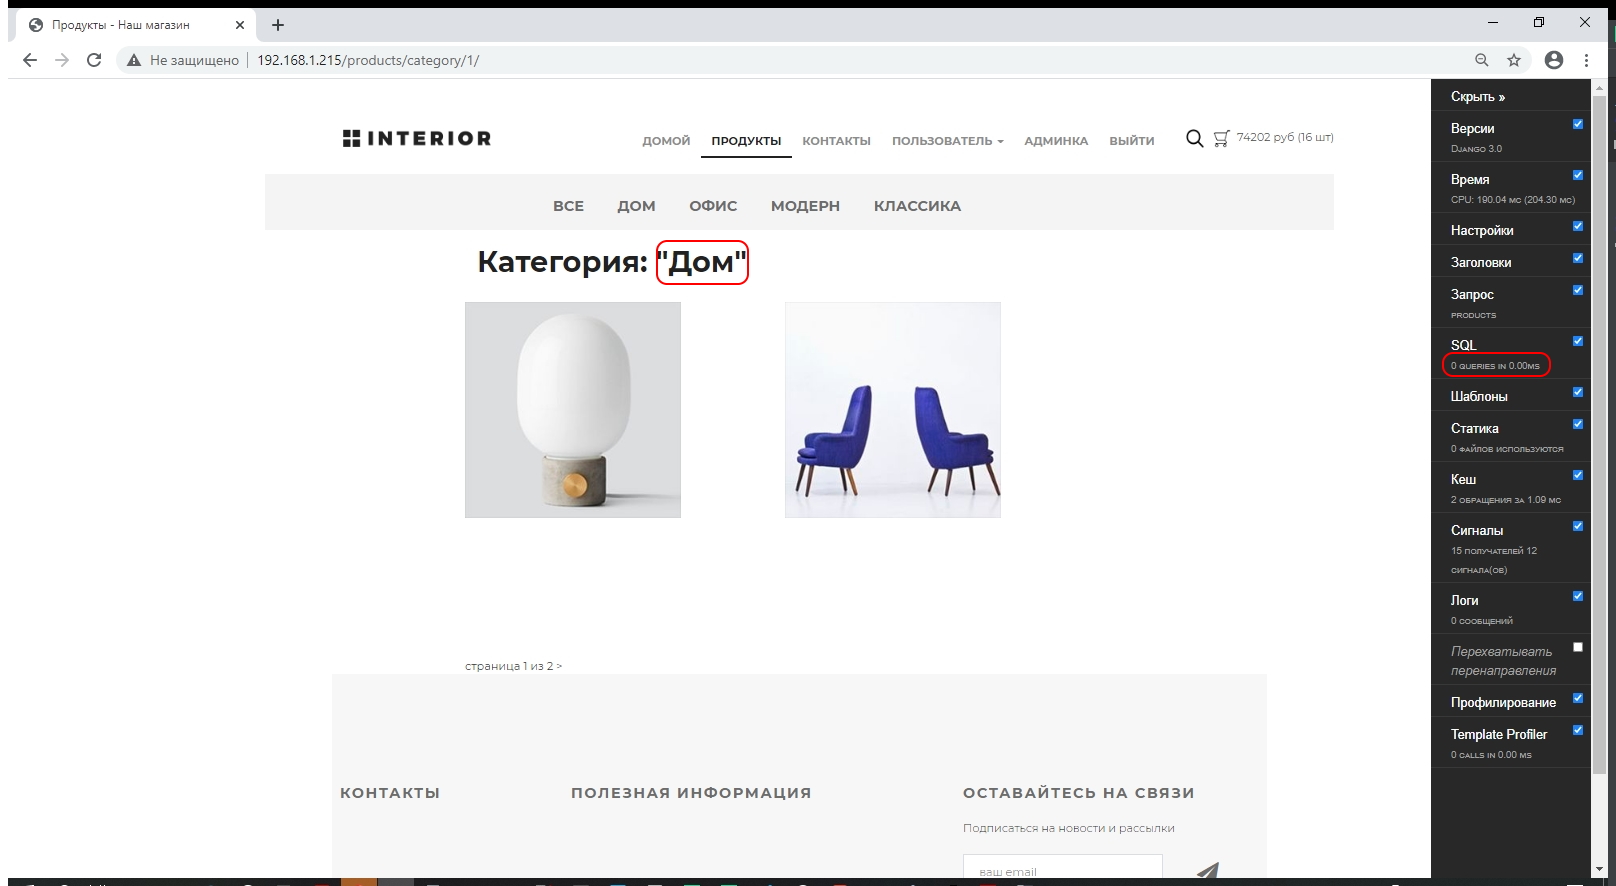 Продукты - Наш магазин
Не защищено 192.168.1.215/products/category/1/
INTERIOR
ДОМОЙ ПРОДУКТЫ КОНТАКТЫ ПОЛЬЗОВАТЕЛЬ АДМИНКА ВЫЙТИ 74202 руб (16 шт)
ВСЕ ДОМ ОФИС МОДЕРН КЛАССИКА
Категория: "Дом"
страница 1 из 2 >
КОНТАКТЫ ПОЛЕЗНАЯ ИНФОРМАЦИЯ ОСТАВАЙТЕСЬ НА СВЯЗИ
Подписаться на новости и рассылки
ваш email
Скрыть »
Версии
Django 3.0
Время
CPU: 190.04 мс (204.30 мс)
Настройки
Заголовки
Запрос
products
SQL
0 queries in 0.00ms
Шаблоны
Статика
0 файлов используются
Кеш
2 обращения за 1.09 мс
Сигналы
15 получателей 12
сигнала(ов)
Логи
0 сообщений
Перехватывать
перенаправления
Профилирование
Template Profiler
0 calls in 0.00 ms